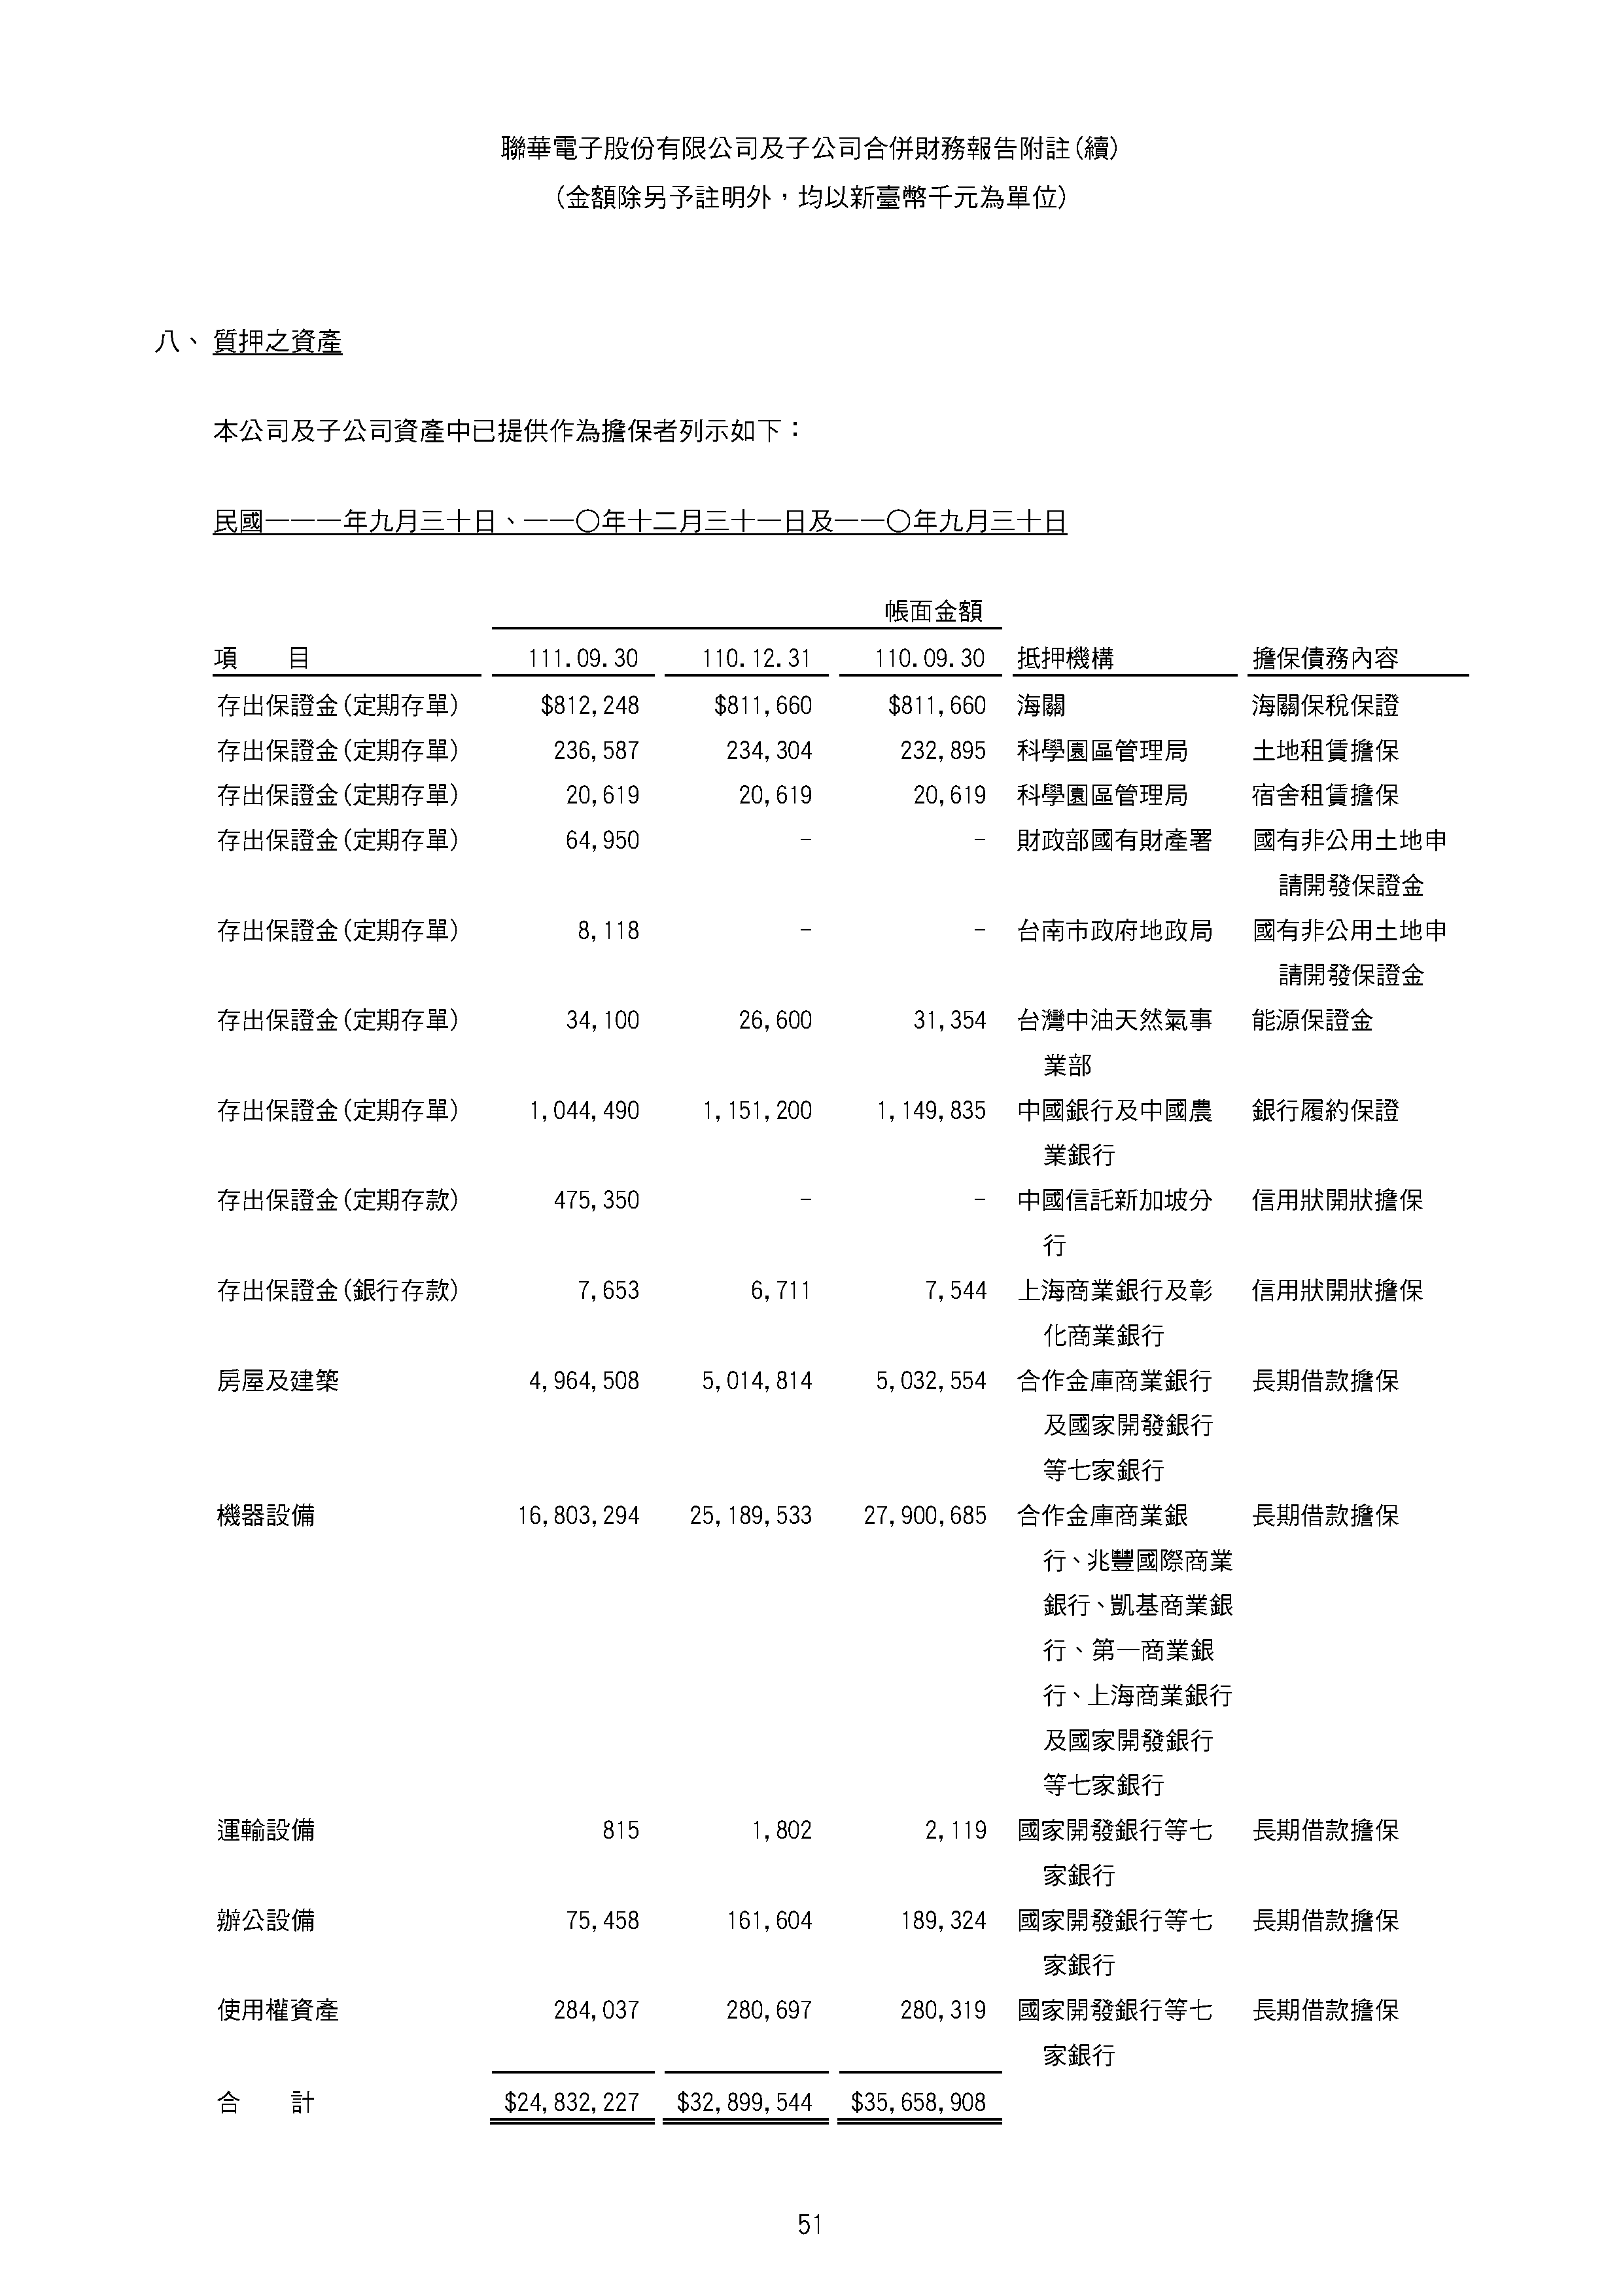 聯華電子股份有限公司及子公司合併財務報告附註(續)
(金額除另予註明外，均以新臺幣千元為單位)
八、質押之資產
本公司及子公司資產中已提供作為擔保者列示如下：
民國一一一年九月三十日、一一〇年十二月三十一日及一一〇年九月三十日
帳面金額
項　目 111.09.30 110.12.31 110.09.30 抵押機構 擔保債務內容
存出保證金(定期存單) $812,248 $811,660 $811,660 海關 海關保稅保證
存出保證金(定期存單) 236,587 234,304 232,895 科學園區管理局 土地租賃擔保
存出保證金(定期存單) 20,619 20,619 20,619 科學園區管理局 宿舍租賃擔保
存出保證金(定期存單) 64,950 - - 財政部國有財產署 國有非公用土地申
請開發保證金
存出保證金(定期存單) 8,118 - - 台南市政府地政局 國有非公用土地申
請開發保證金
存出保證金(定期存單) 34,100 26,600 31,354 台灣中油天然氣事 能源保證金
業部
存出保證金(定期存單) 1,044,490 1,151,200 1,149,835 中國銀行及中國農 銀行履約保證
業銀行
存出保證金(定期存款) 475,350 - - 中國信託新加坡分 信用狀開狀擔保
行
存出保證金(銀行存款) 7,653 6,711 7,544 上海商業銀行及彰 信用狀開狀擔保
化商業銀行
房屋及建築 4,964,508 5,014,814 5,032,554 合作金庫商業銀行 長期借款擔保
及國家開發銀行
等七家銀行
機器設備 16,803,294 25,189,533 27,900,685 合作金庫商業銀 長期借款擔保
行、兆豐國際商業
銀行、凱基商業銀
行、第一商業銀
行、上海商業銀行
及國家開發銀行
等七家銀行
運輸設備 815 1,802 2,119 國家開發銀行等七 長期借款擔保
家銀行
辦公設備 75,458 161,604 189,324 國家開發銀行等七 長期借款擔保
家銀行
使用權資產 284,037 280,697 280,319 國家開發銀行等七 長期借款擔保
家銀行
合　計 $24,832,227 $32,899,544 $35,658,908
51